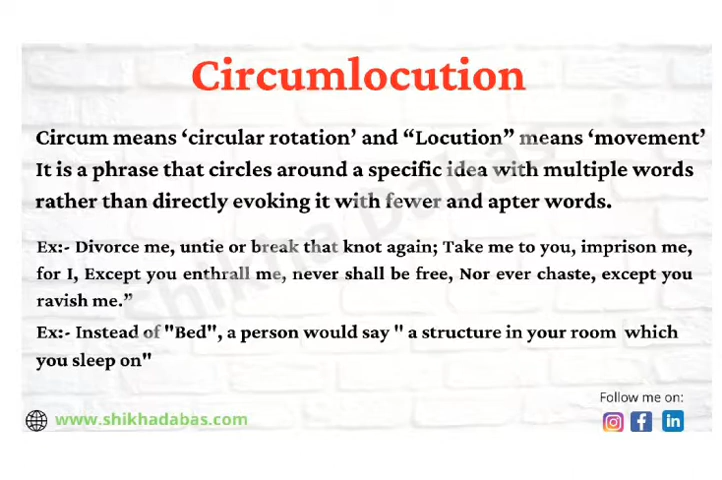 Circumlocution
Circum means ‘circular rotation’ and “Locution” means ‘movement’
It is a phrase that circles around a specific idea with multiple words
rather than directly evoking it with fewer and apter words.
Ex:- Divorce me, untie or break that knot again; Take me to you, imprison me,
for I, Except you enthrall me, never shall be free, Nor ever chaste, except you
ravish me.”
Ex:- Instead of "Bed", a person would say " a structure in your room which
you sleep on"
Shikha Dabas
Follow me on:
www.shikhadabas.com